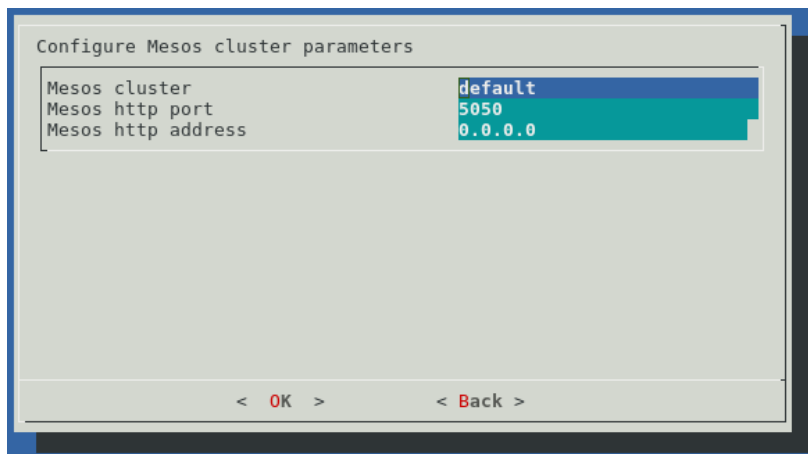 Configure Mesos cluster parameters
Mesos cluster default
Mesos http port 5050
Mesos http address 0.0.0.0
< OK > < Back >